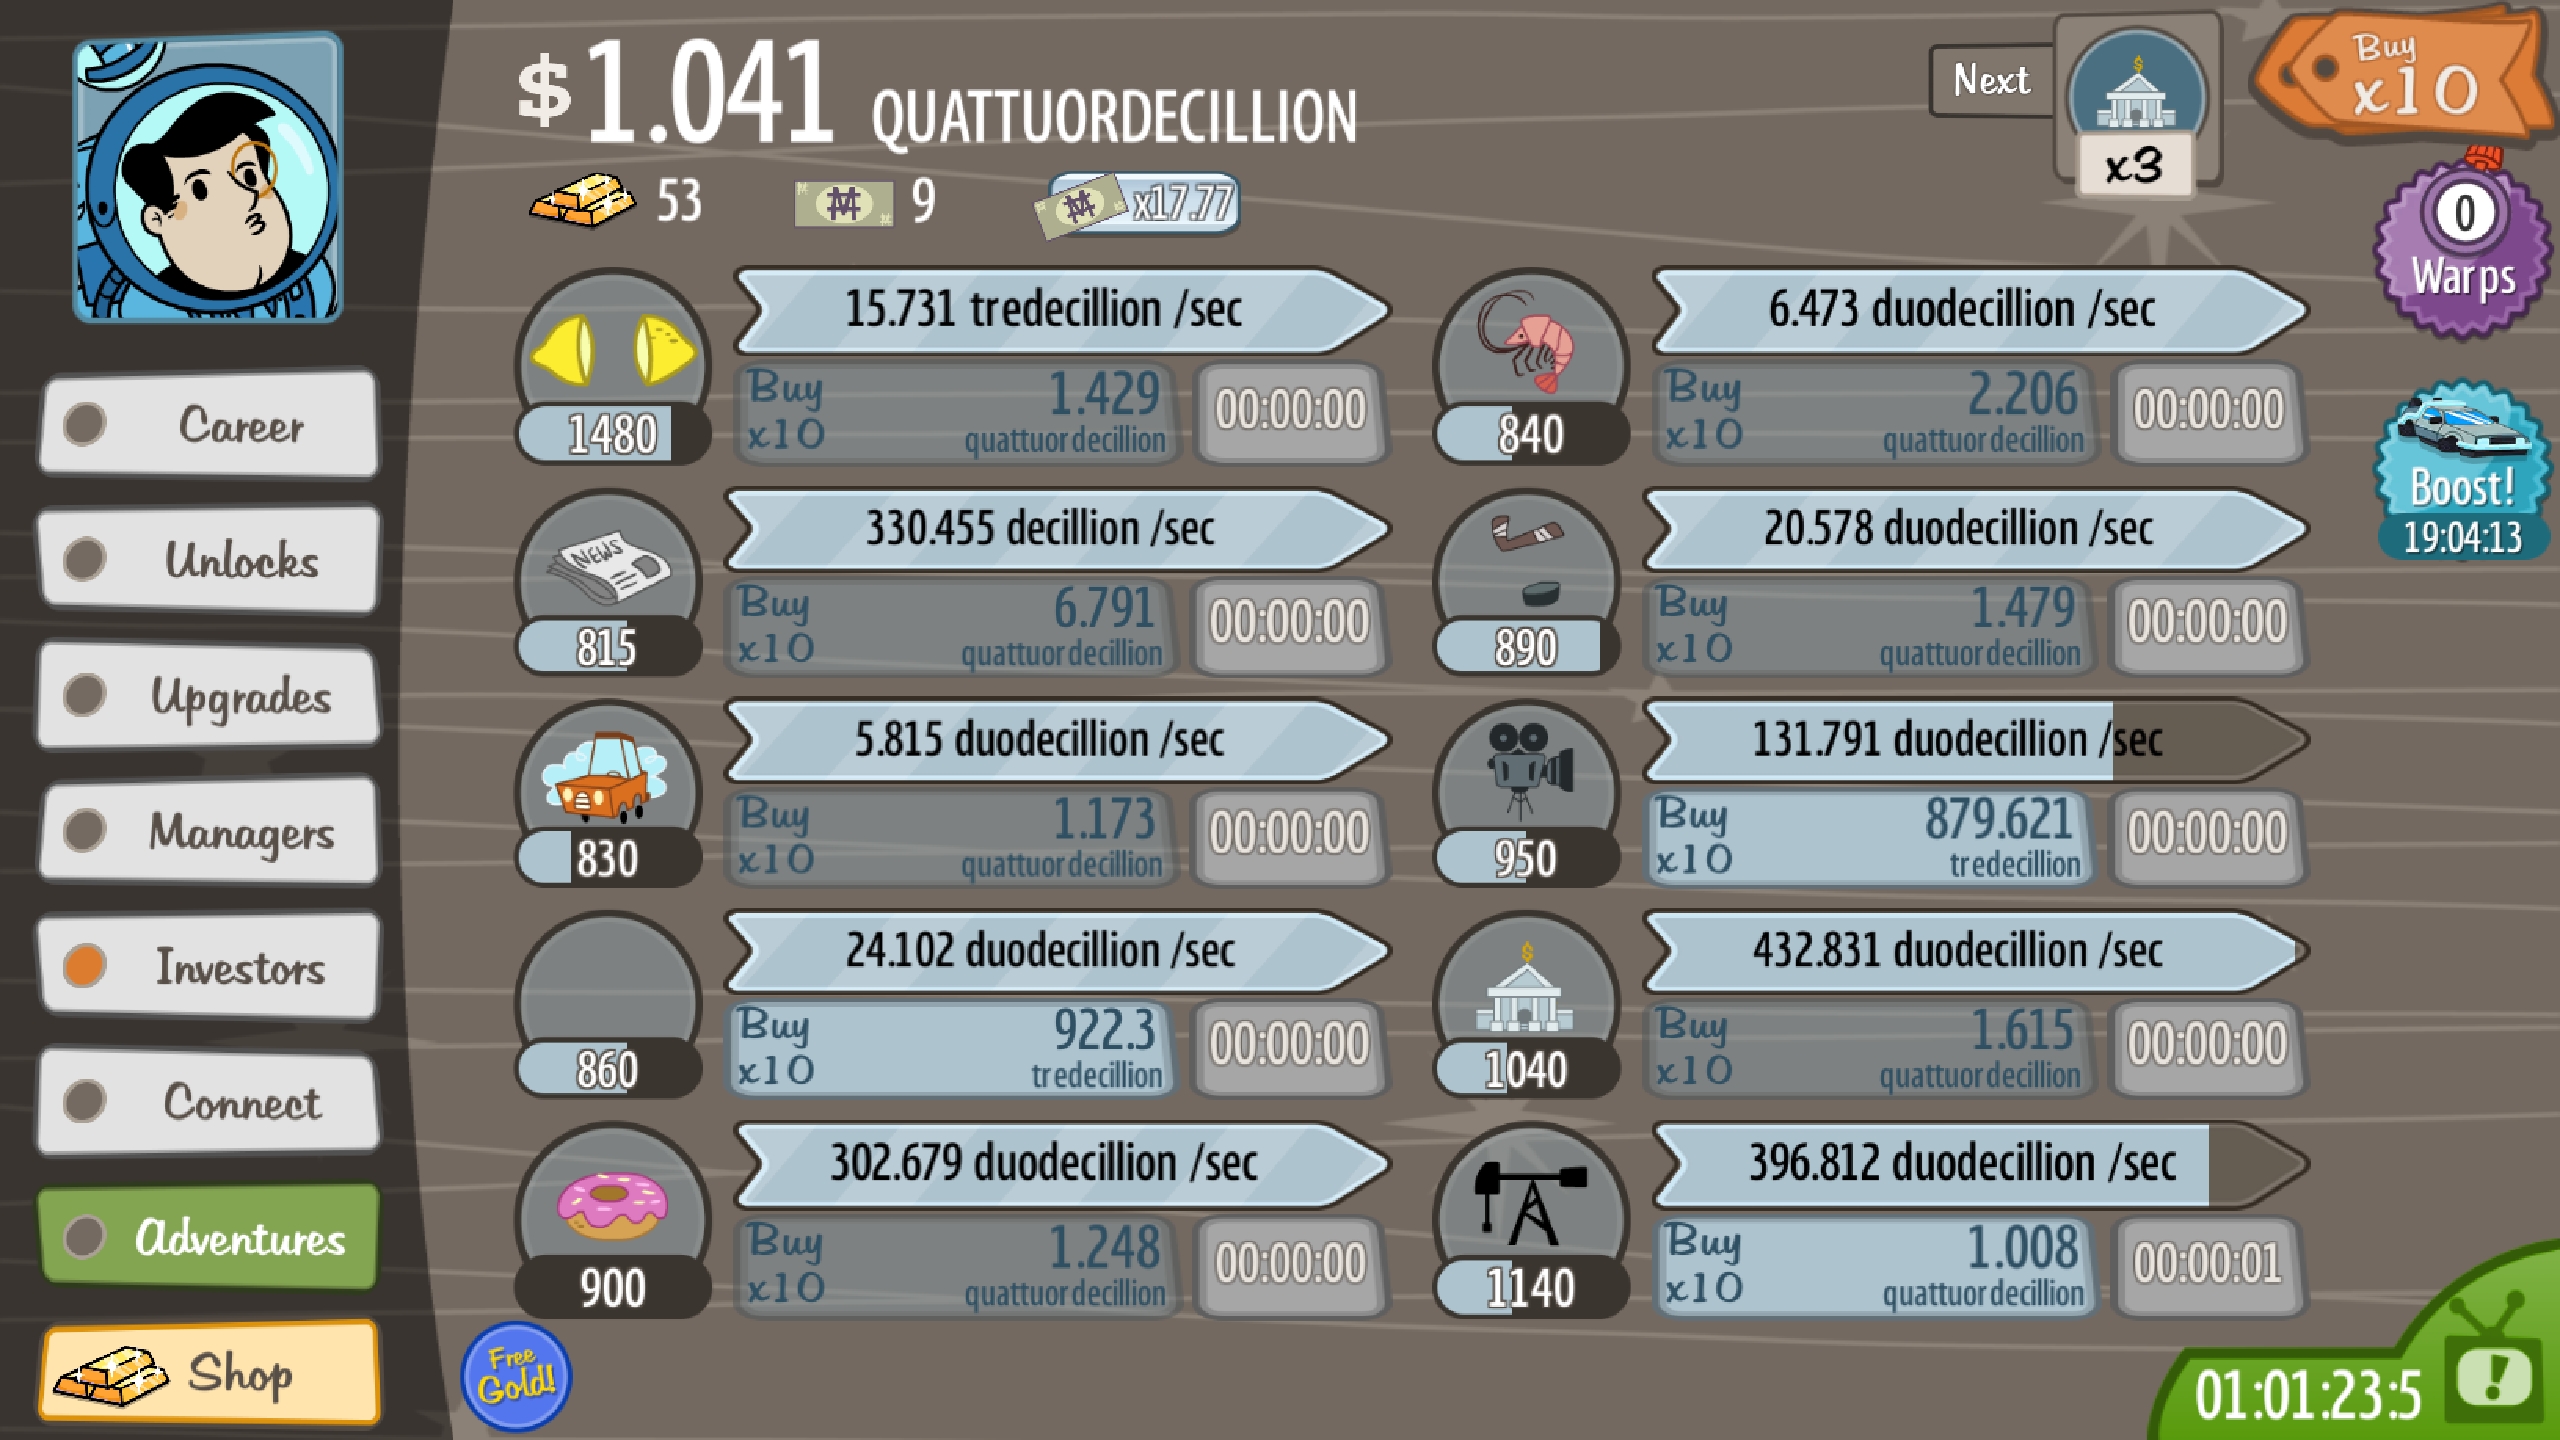 $1.041 QUATTUORDECILLION
Next
x3
Buy
x10
53
9
x17.77
0
Warps
Boost!
19:04:13
Career
Unlocks
Upgrades
Managers
Investors
Connect
Adventures
Shop
15.731 tredecillion /sec
1480
Buy
x10
1.429
quattuordecillion
00:00:00
6.473 duodecillion /sec
840
Buy
x10
2.206
quattuordecillion
00:00:00
NEWS
330.455 decillion /sec
815
Buy
x10
6.791
quattuordecillion
00:00:00
20.578 duodecillion /sec
890
Buy
x10
1.479
quattuordecillion
00:00:00
5.815 duodecillion /sec
830
Buy
x10
1.173
quattuordecillion
00:00:00
131.791 duodecillion /sec
950
Buy
x10
879.621
tredecillion
00:00:00
24.102 duodecillion /sec
860
Buy
x10
922.3
tredecillion
00:00:00
$
432.831 duodecillion /sec
1040
Buy
x10
1.615
quattuordecillion
00:00:00
302.679 duodecillion /sec
900
Buy
x10
1.248
quattuordecillion
00:00:00
396.812 duodecillion /sec
1140
Buy
x10
1.008
quattuordecillion
00:00:01
Free
Gold!
01:01:23:5
!